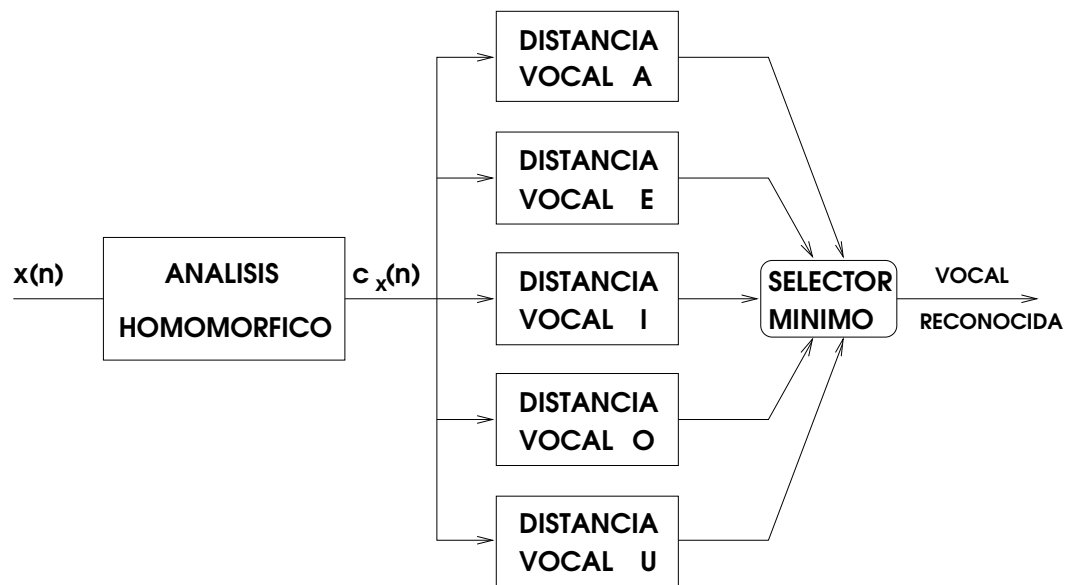 x(n)
ANALISIS
HOMOMORFICO
c x(n)
DISTANCIA
VOCAL A
DISTANCIA
VOCAL E
DISTANCIA
VOCAL I
DISTANCIA
VOCAL O
DISTANCIA
VOCAL U
SELECTOR
MINIMO
VOCAL
RECONOCIDA